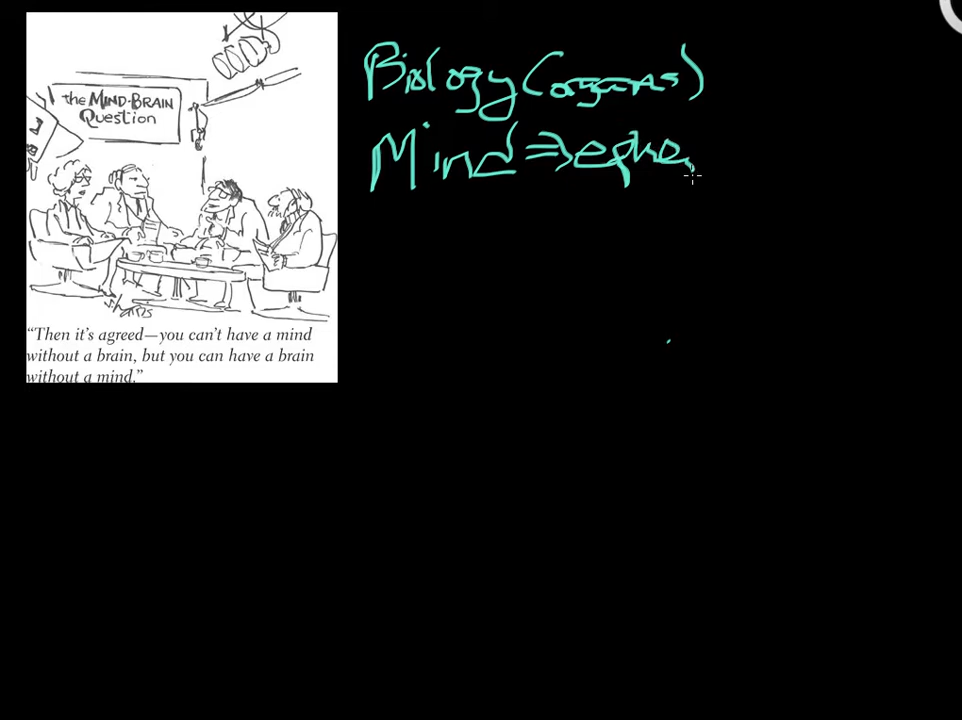 the MIND-BRAIN
Question
"Then it's agreed—you can't have a mind
without a brain, but you can have a brain
without a mind."
Biology (organs)
Mind ⇒